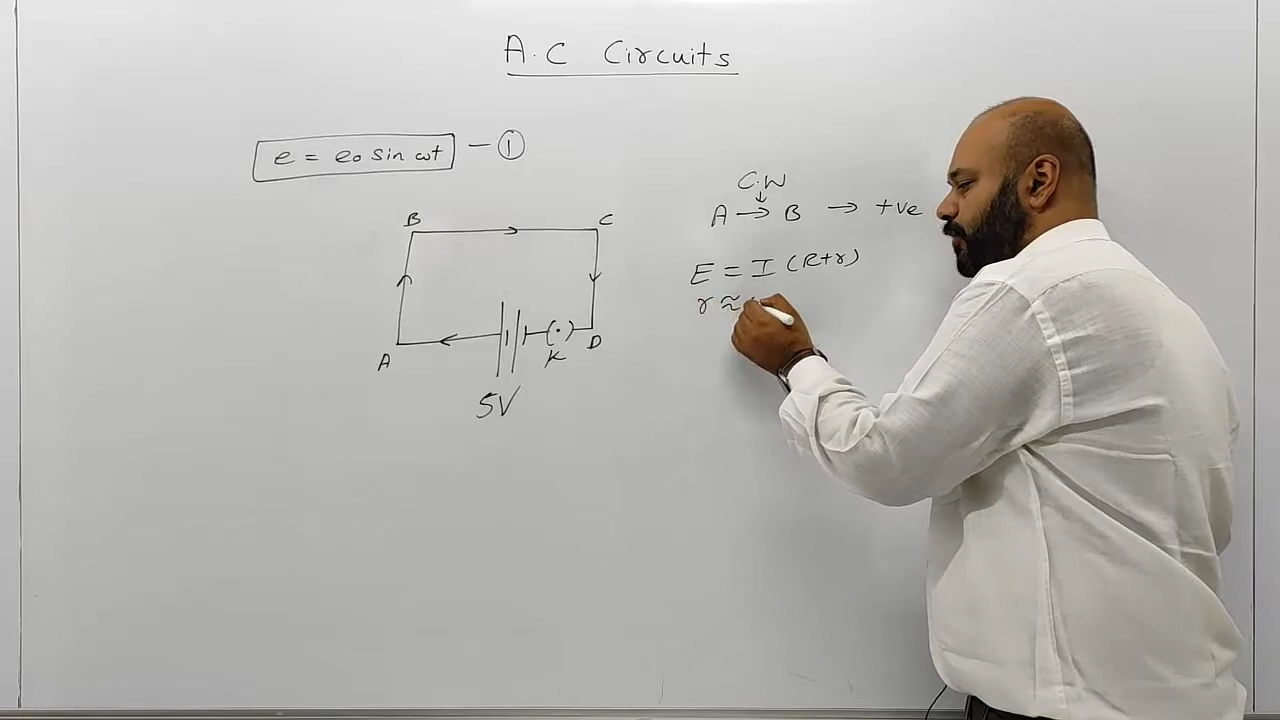 A.C Circuits
e = e₀ sin ωt — ①
B C
A D
K
5V
C.W
↓
A → B → +ve
E = I (R+r)
r ≈